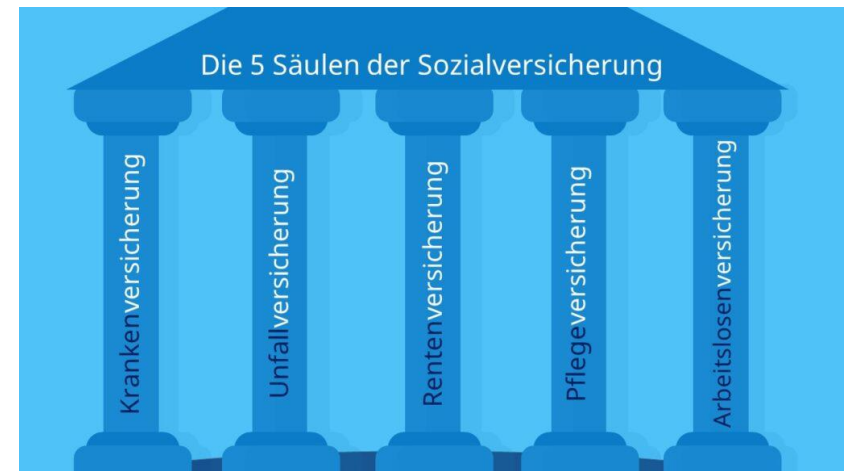 Die 5 Säulen der Sozialversicherung
Krankenversicherung
Unfallversicherung
Rentenversicherung
Pflegeversicherung
Arbeitslosenversicherung